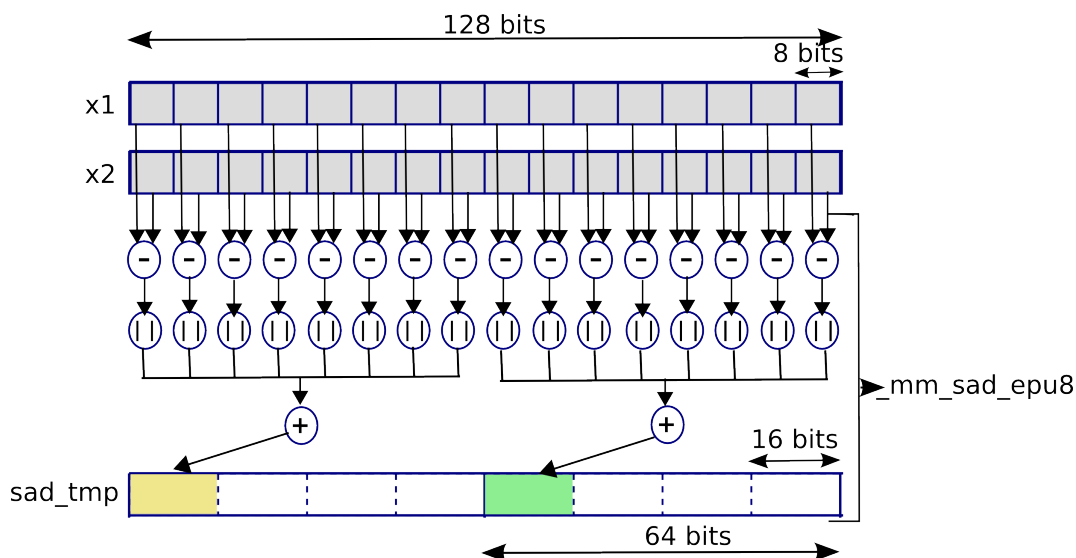 128 bits
8 bits
x1
x2
- - - - - - - - - - - - - - - -
|| || || || || || || || || || || || || || || ||
_mm_sad_epu8
+ +
16 bits
sad_tmp
64 bits